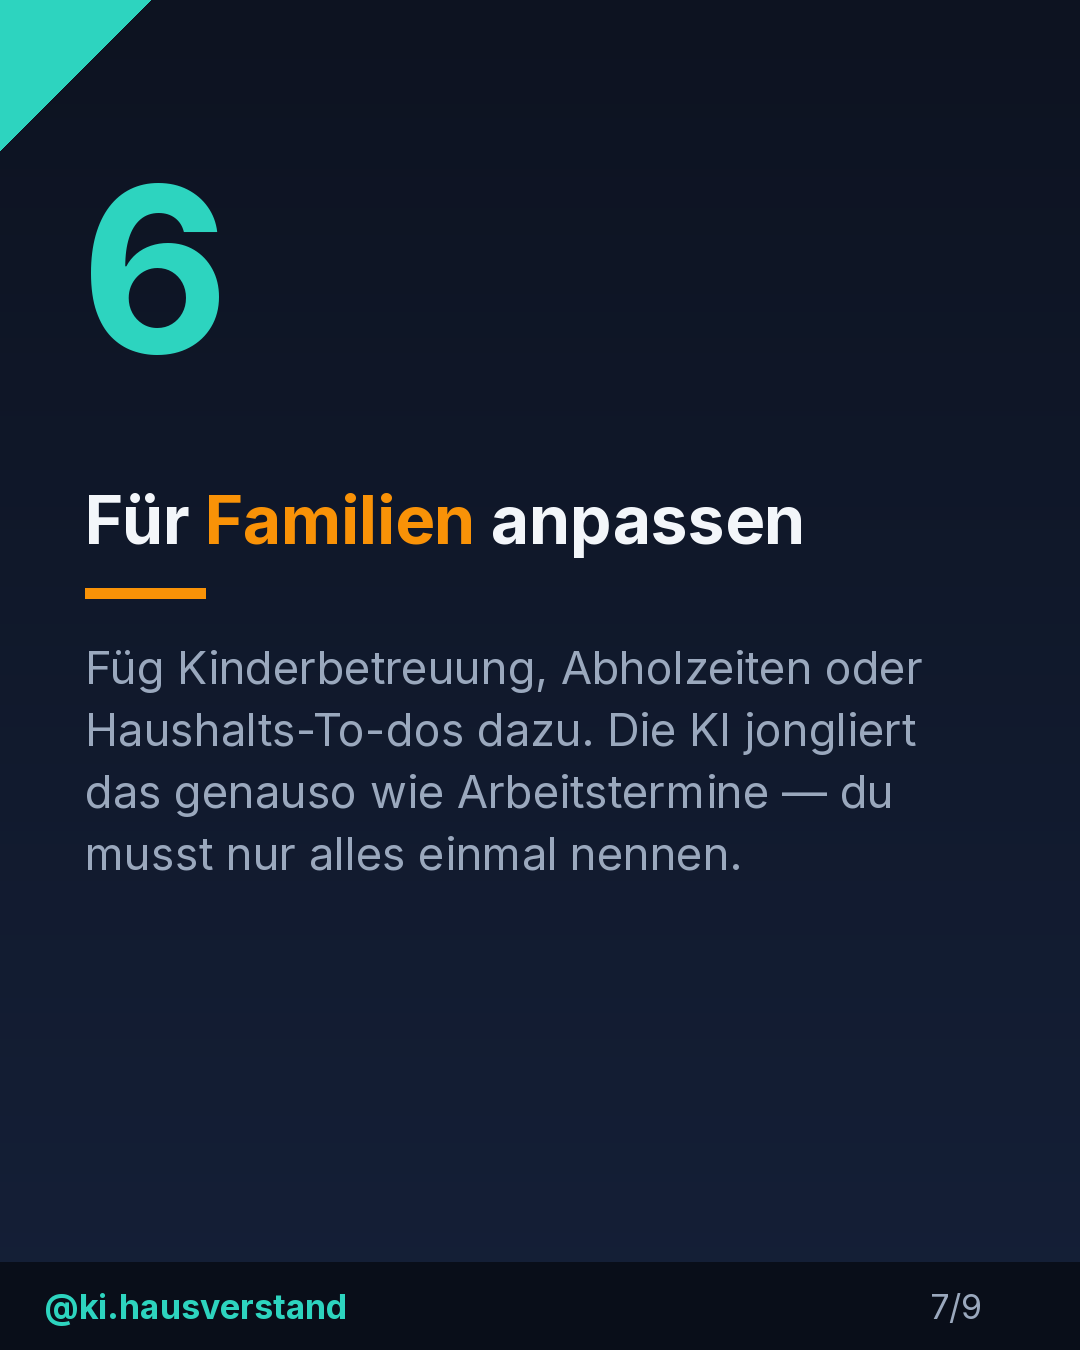 6
Für Familien anpassen
Füg Kinderbetreuung, Abholzeiten oder
Haushalts-To-dos dazu. Die KI jongliert
das genauso wie Arbeitstermine — du
musst nur alles einmal nennen.
@ki.hausverstand
7/9